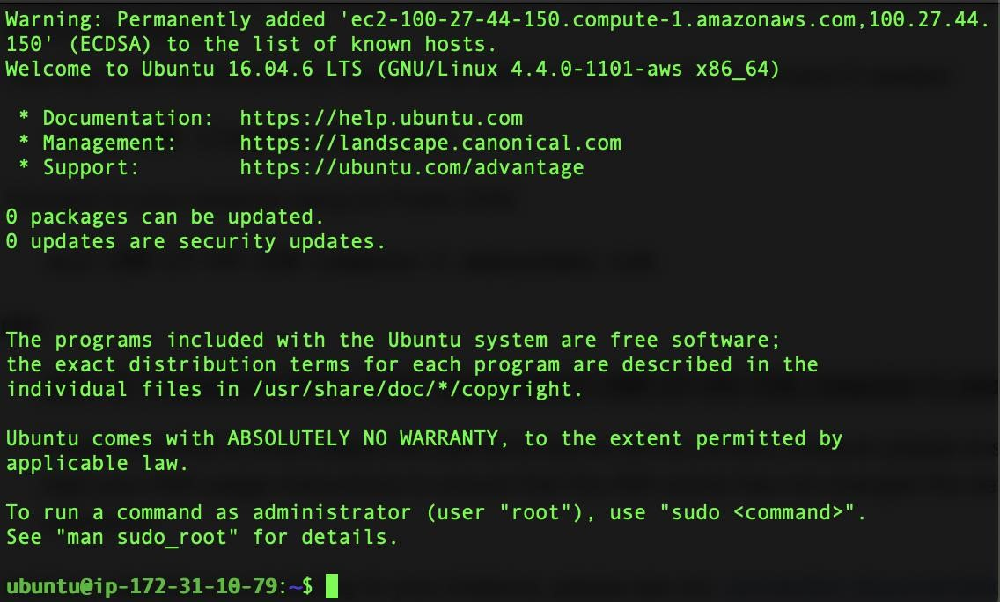 Warning: Permanently added 'ec2-100-27-44-150.compute-1.amazonaws.com,100.27.44.
150' (ECDSA) to the list of known hosts.
Welcome to Ubuntu 16.04.6 LTS (GNU/Linux 4.4.0-1101-aws x86_64)
* Documentation:  https://help.ubuntu.com
* Management:     https://landscape.canonical.com
* Support:        https://ubuntu.com/advantage
0 packages can be updated.
0 updates are security updates.
The programs included with the Ubuntu system are free software;
the exact distribution terms for each program are described in the
individual files in /usr/share/doc/*/copyright.
Ubuntu comes with ABSOLUTELY NO WARRANTY, to the extent permitted by
applicable law.
To run a command as administrator (user "root"), use "sudo <command>".
See "man sudo_root" for details.
ubuntu@ip-172-31-10-79:~$